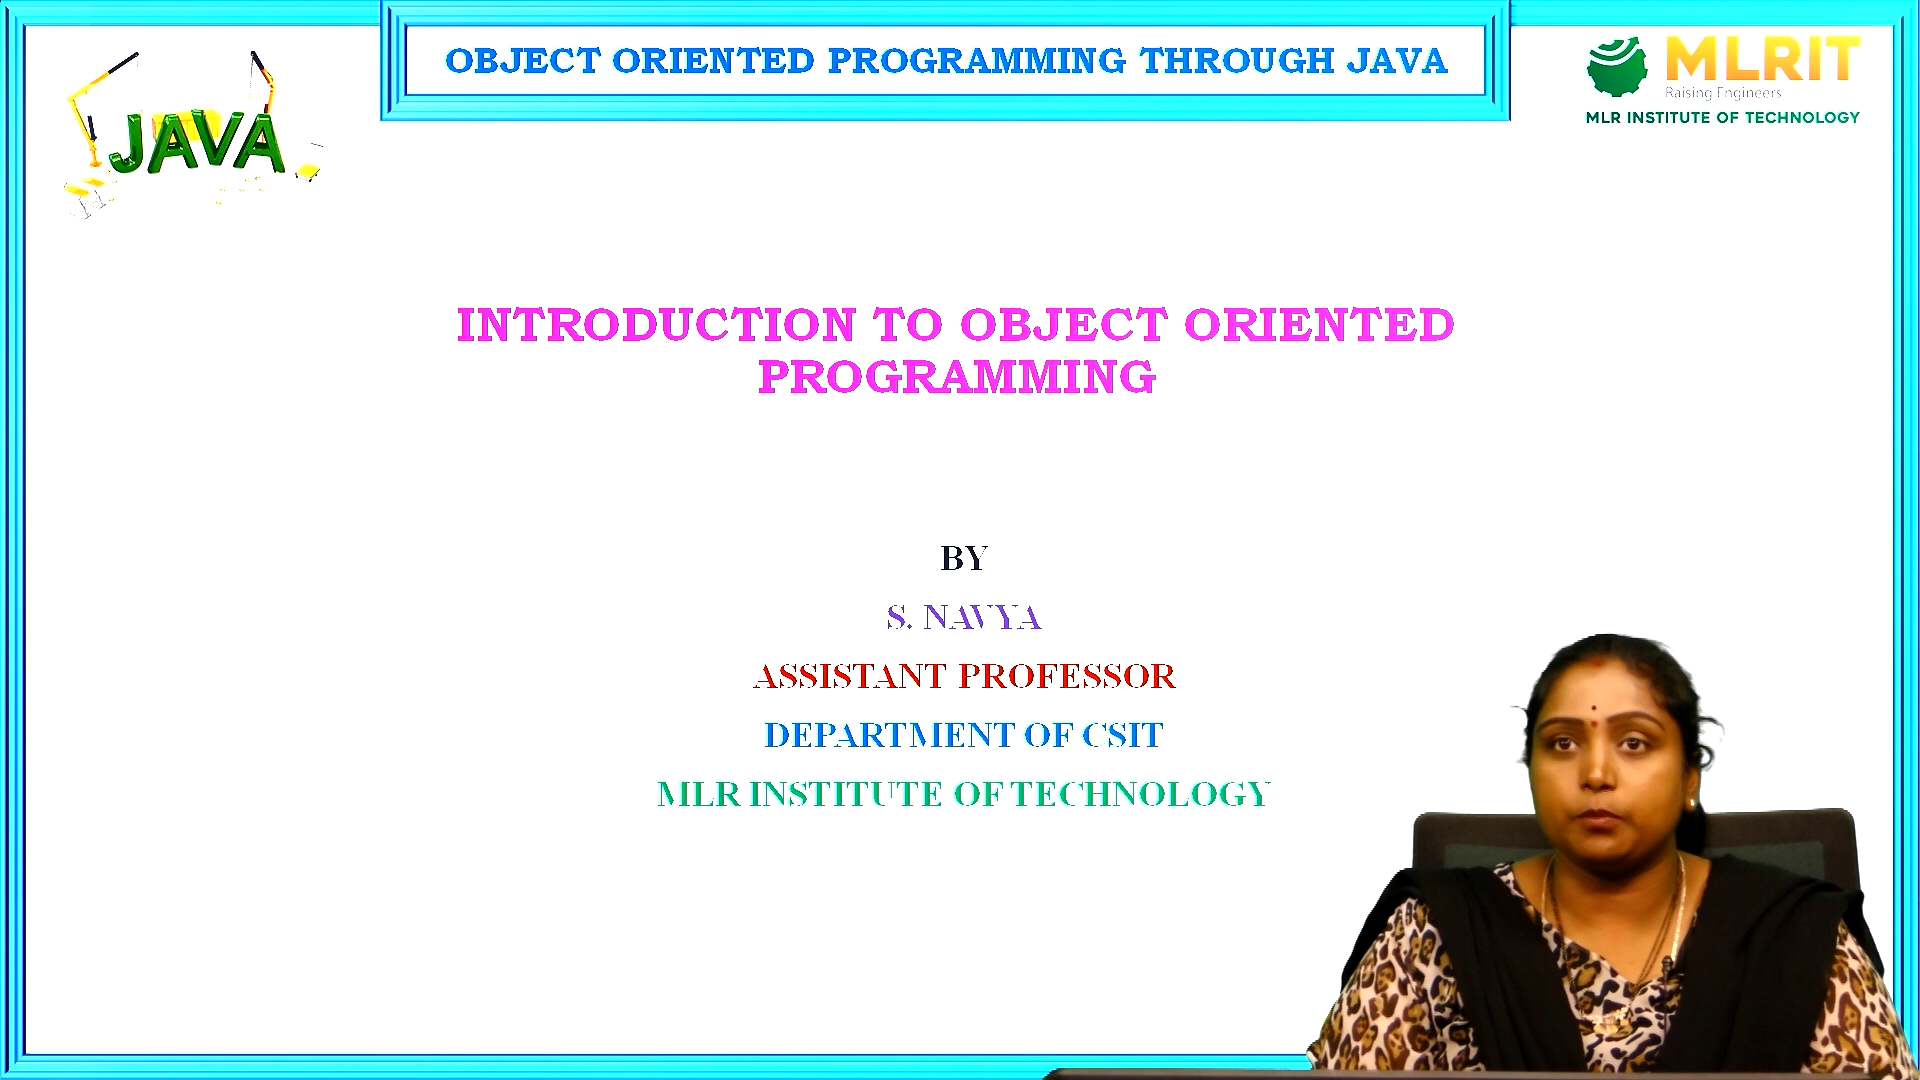 OBJECT ORIENTED PROGRAMMING THROUGH JAVA
JAVA
MLRIT
Raising Engineers
MLR INSTITUTE OF TECHNOLOGY
INTRODUCTION TO OBJECT ORIENTED
PROGRAMMING
BY
S. NAVYA
ASSISTANT PROFESSOR
DEPARTMENT OF CSIT
MLR INSTITUTE OF TECHNOLOGY